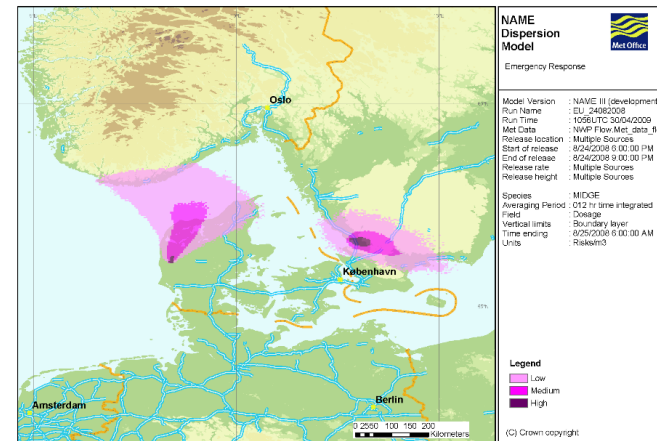 NAME
Dispersion
Model
Met Office
Emergency Response
Model Version : NAME III (development
Run Name : EU_24082008
Run Time : 1056UTC 30/04/2009
Met Data : NWP Flow.Met_data_fl
Release location : Multiple Sources
Start of release : 8/24/2008 6:00:00 PM
End of release : 8/24/2008 9:00:00 PM
Release rate : Multiple Sources
Release height : Multiple Sources
Species : MIDGE
Averaging Period : 012 hr time integrated
Field : Dosage
Vertical limits : Boundary layer
Time ending : 8/25/2008 6:00:00 AM
Units : Risks/m3
Oslo
København
Amsterdam
Berlin
0 2550 100 150 200
Kilometers
Legend
Low
Medium
High
(C) Crown copyright